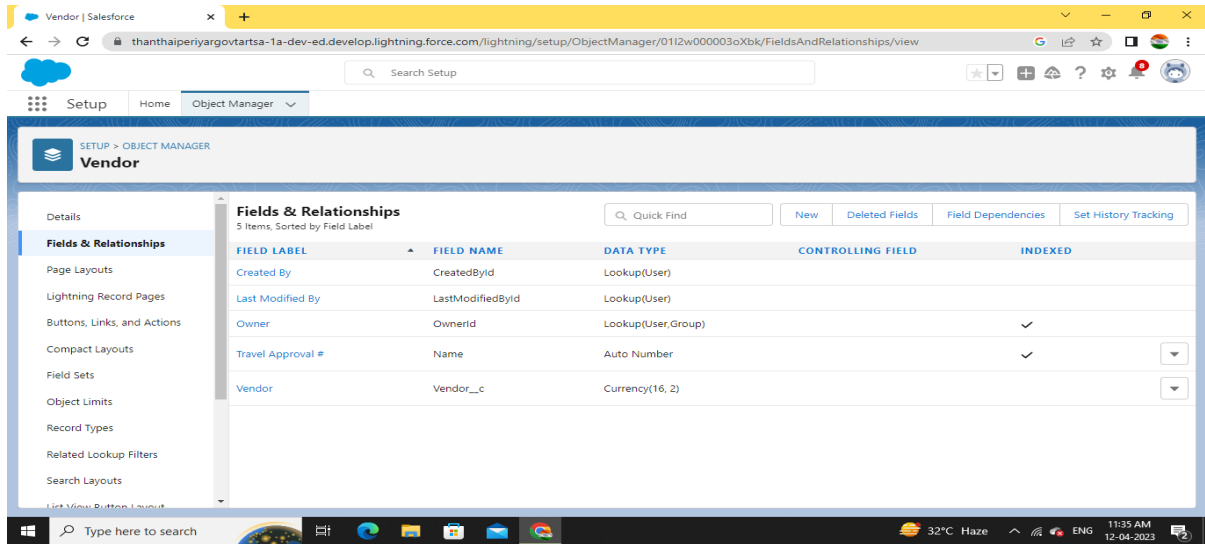 Vendor | Salesforce
thanthaiperiyargovtartsa-1a-dev-ed.develop.lightning.force.com/lightning/setup/ObjectManager/01I2w000003oXbk/FieldsAndRelationships/view
Search Setup
8
Setup Home Object Manager
SETUP > OBJECT MANAGER
Vendor
Details
Fields & Relationships
Page Layouts
Lightning Record Pages
Buttons, Links, and Actions
Compact Layouts
Field Sets
Object Limits
Record Types
Related Lookup Filters
Search Layouts
List View Button Layout
Fields & Relationships
5 Items, Sorted by Field Label
Quick Find New Deleted Fields Field Dependencies Set History Tracking
FIELD LABEL FIELD NAME DATA TYPE CONTROLLING FIELD INDEXED
Created By CreatedById Lookup(User)
Last Modified By LastModifiedById Lookup(User)
Owner OwnerId Lookup(User,Group)
Travel Approval # Name Auto Number
Vendor Vendor__c Currency(16, 2)
Type here to search
32°C Haze ENG 11:35 AM
12-04-2023 2